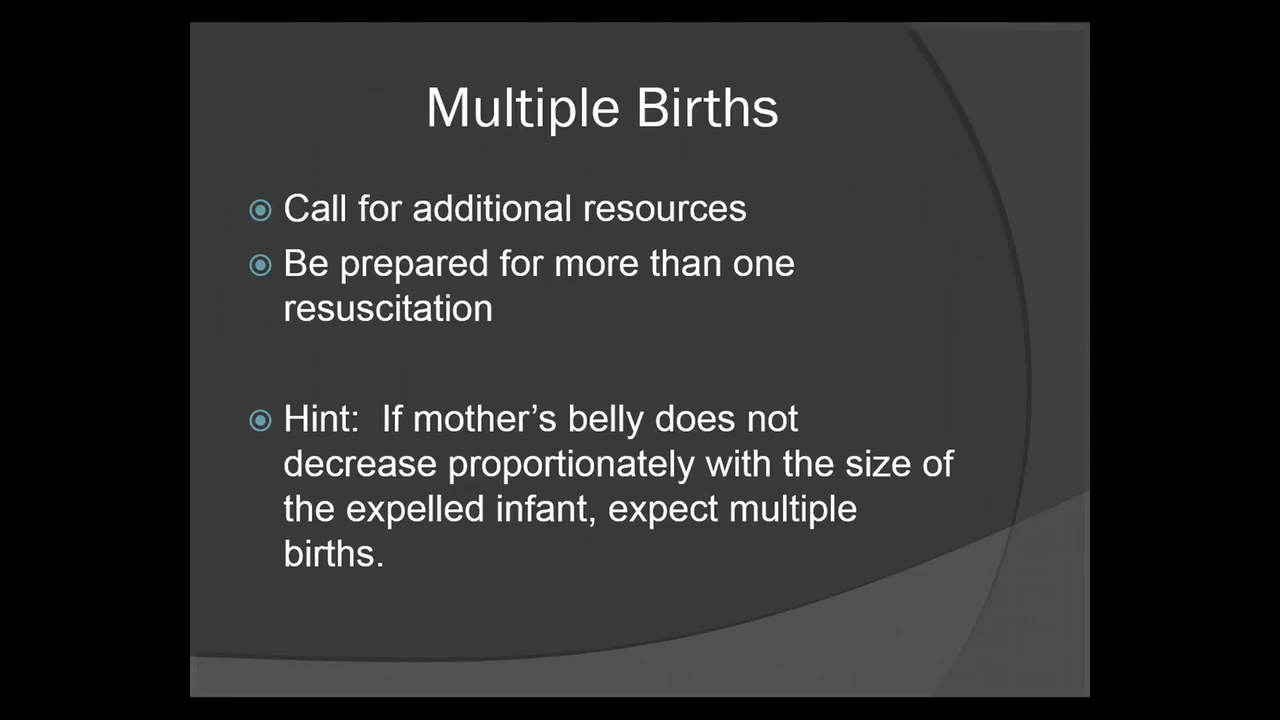 Multiple Births
Call for additional resources
Be prepared for more than one
resuscitation
Hint:  If mother’s belly does not
decrease proportionately with the size of
the expelled infant, expect multiple
births.